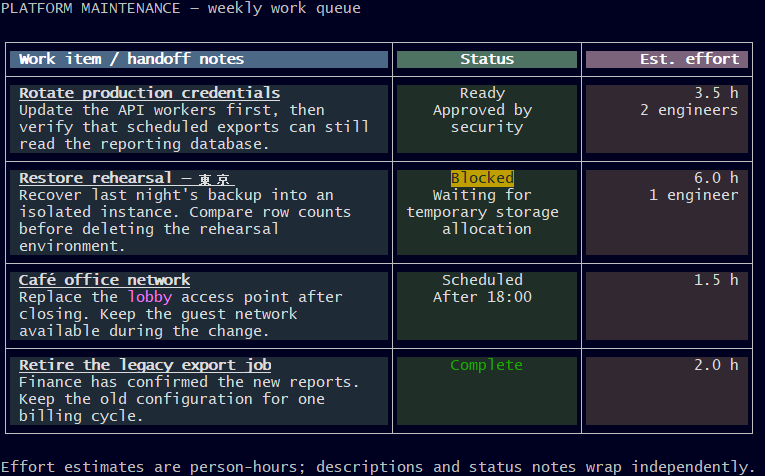 PLATFORM MAINTENANCE — weekly work queue
Work item / handoff notes
Status
Est. effort
Rotate production credentials
Update the API workers first, then
verify that scheduled exports can still
read the reporting database.
Ready
Approved by
security
3.5 h
2 engineers
Restore rehearsal — 東京
Recover last night's backup into an
isolated instance. Compare row counts
before deleting the rehearsal
environment.
Blocked
Waiting for
temporary storage
allocation
6.0 h
1 engineer
Café office network
Replace the lobby access point after
closing. Keep the guest network
available during the change.
Scheduled
After 18:00
1.5 h
Retire the legacy export job
Finance has confirmed the new reports.
Keep the old configuration for one
billing cycle.
Complete
2.0 h
Effort estimates are person-hours; descriptions and status notes wrap independently.